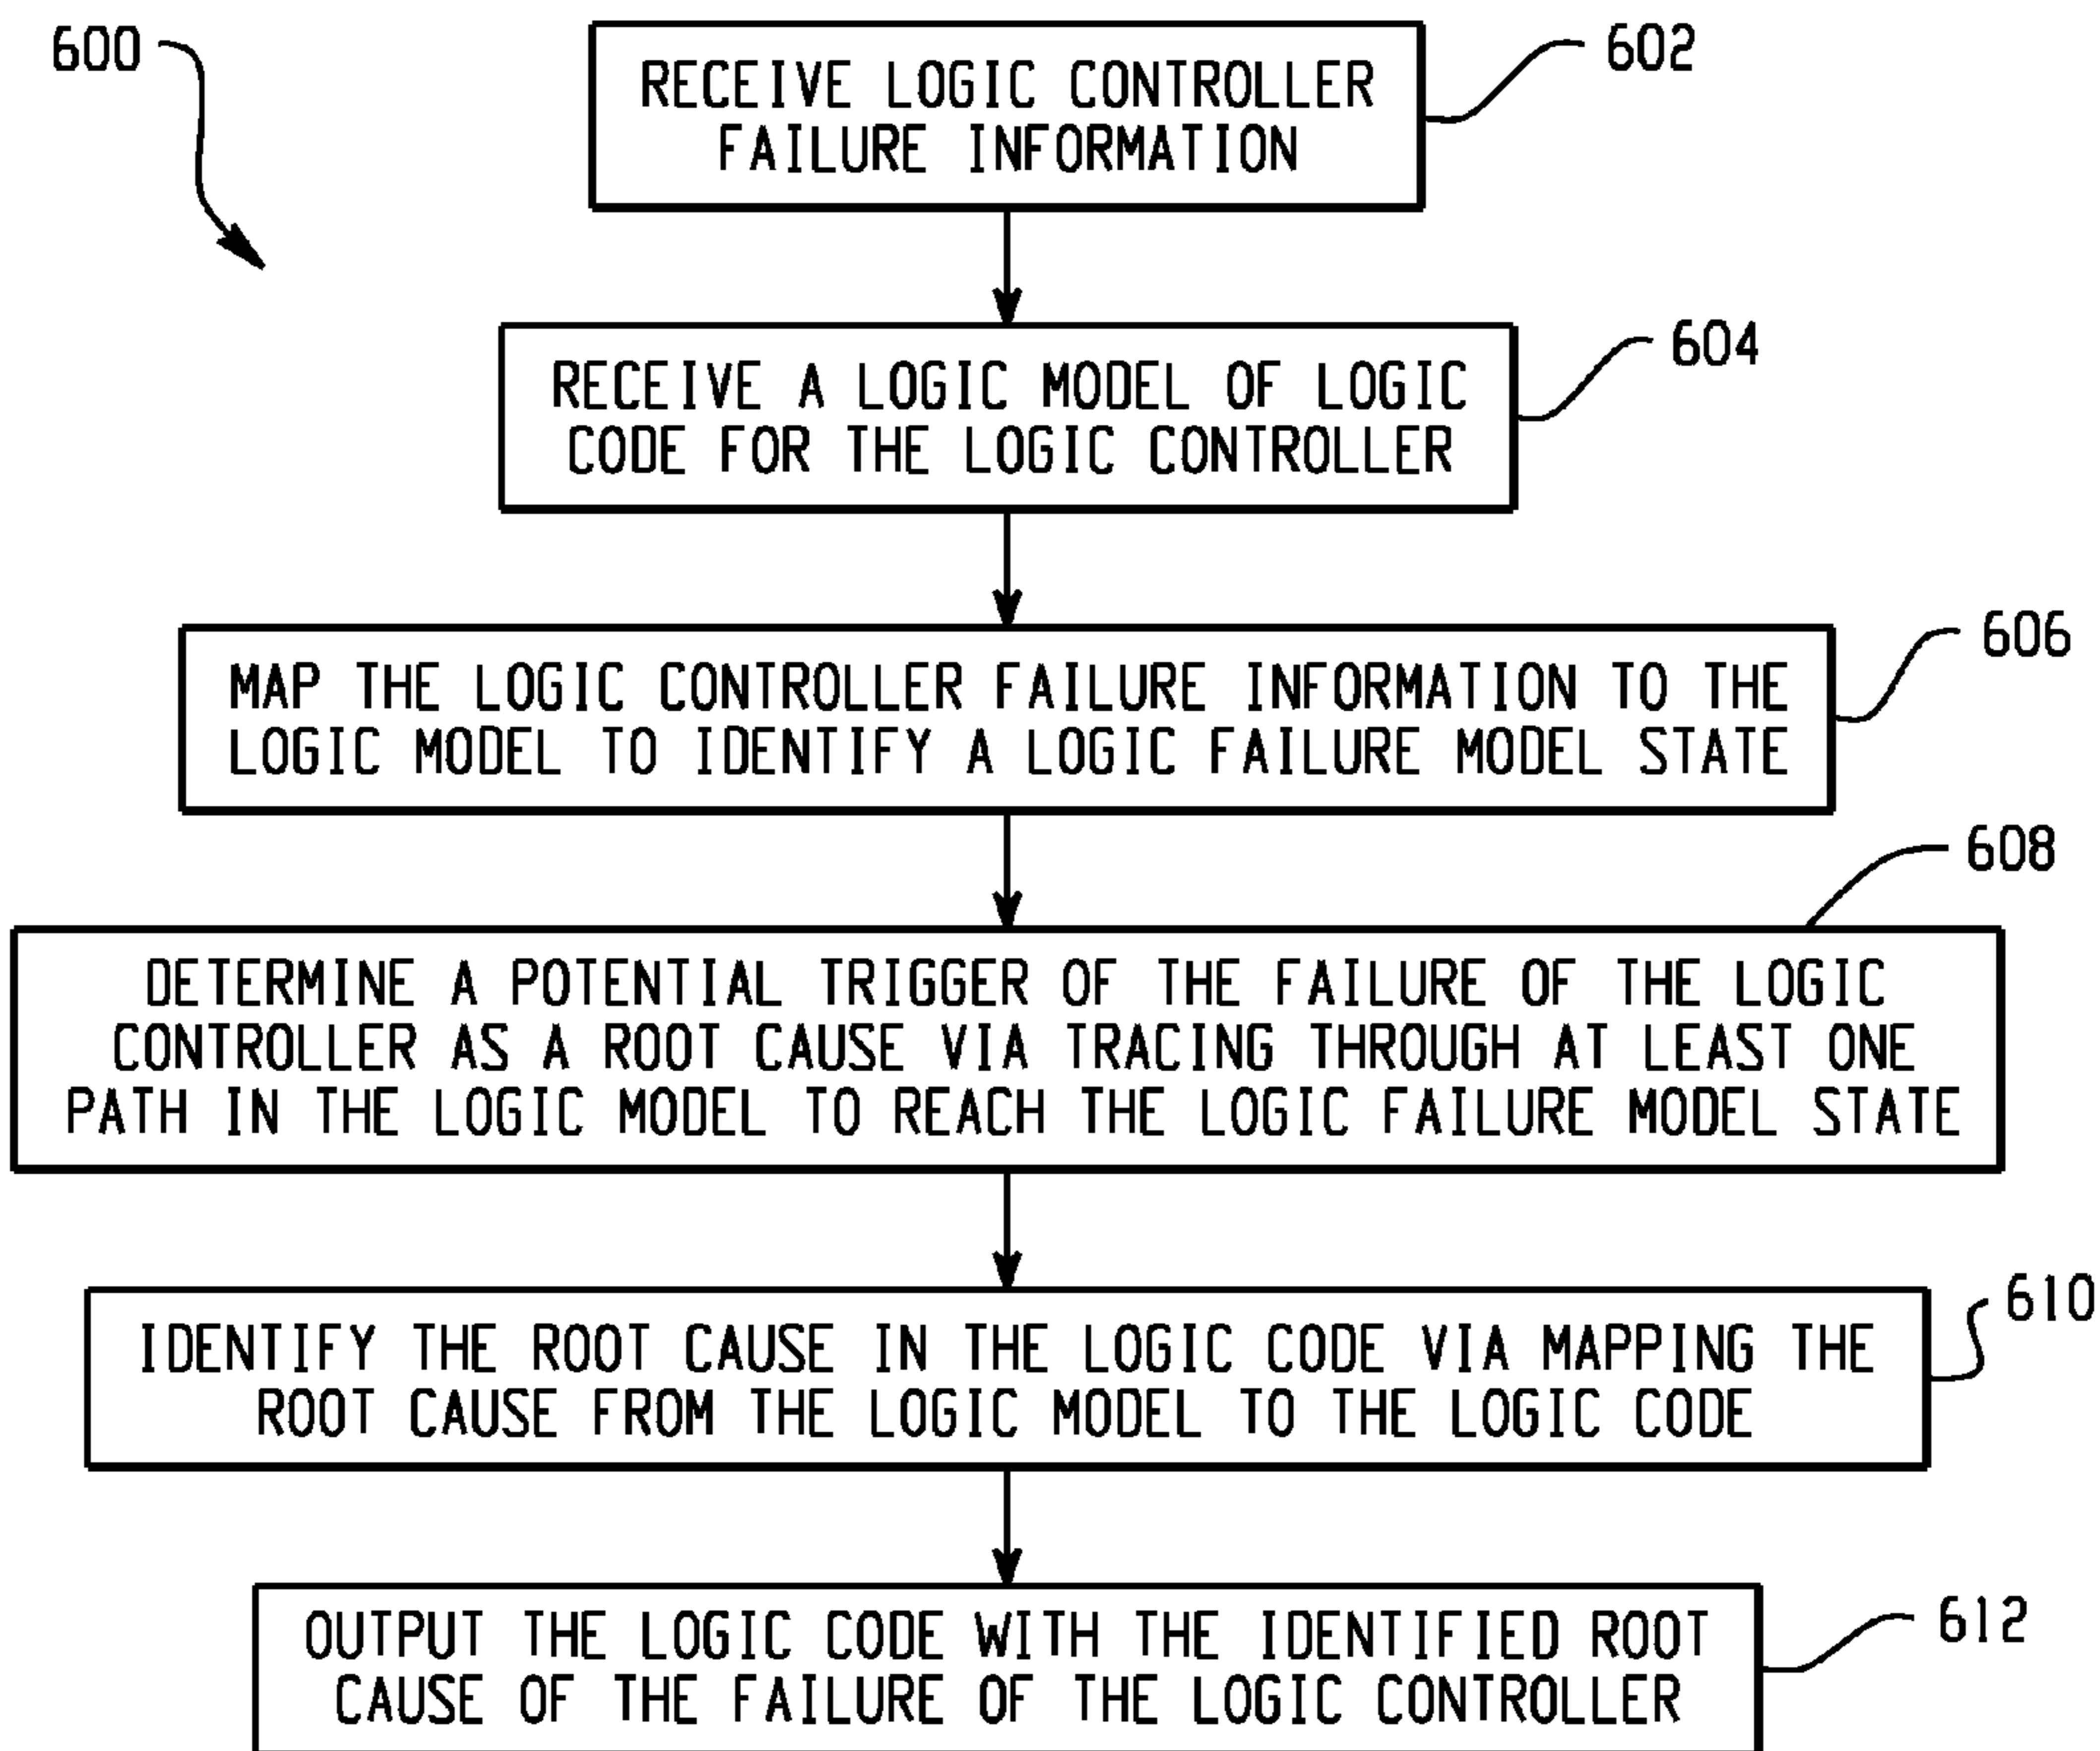 600
RECEIVE LOGIC CONTROLLER
FAILURE INFORMATION
602
RECEIVE A LOGIC MODEL OF LOGIC
CODE FOR THE LOGIC CONTROLLER
604
MAP THE LOGIC CONTROLLER FAILURE INFORMATION TO THE
LOGIC MODEL TO IDENTIFY A LOGIC FAILURE MODEL STATE
606
DETERMINE A POTENTIAL TRIGGER OF THE FAILURE OF THE LOGIC
CONTROLLER AS A ROOT CAUSE VIA TRACING THROUGH AT LEAST ONE
PATH IN THE LOGIC MODEL TO REACH THE LOGIC FAILURE MODEL STATE
608
IDENTIFY THE ROOT CAUSE IN THE LOGIC CODE VIA MAPPING THE
ROOT CAUSE FROM THE LOGIC MODEL TO THE LOGIC CODE
610
OUTPUT THE LOGIC CODE WITH THE IDENTIFIED ROOT
CAUSE OF THE FAILURE OF THE LOGIC CONTROLLER
612